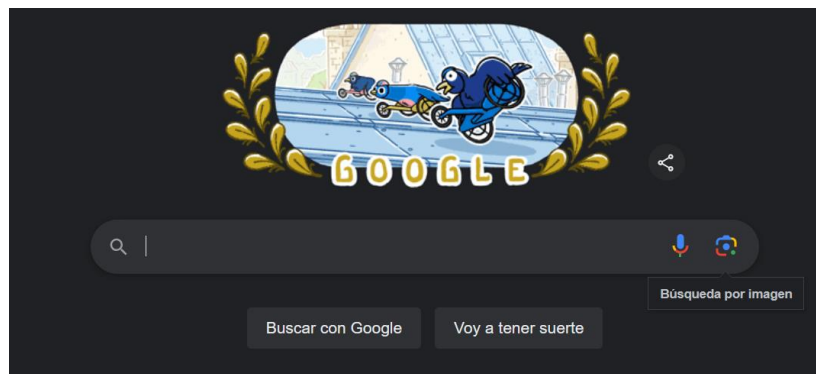 GOOGLE
Búsqueda por imagen
Buscar con Google
Voy a tener suerte